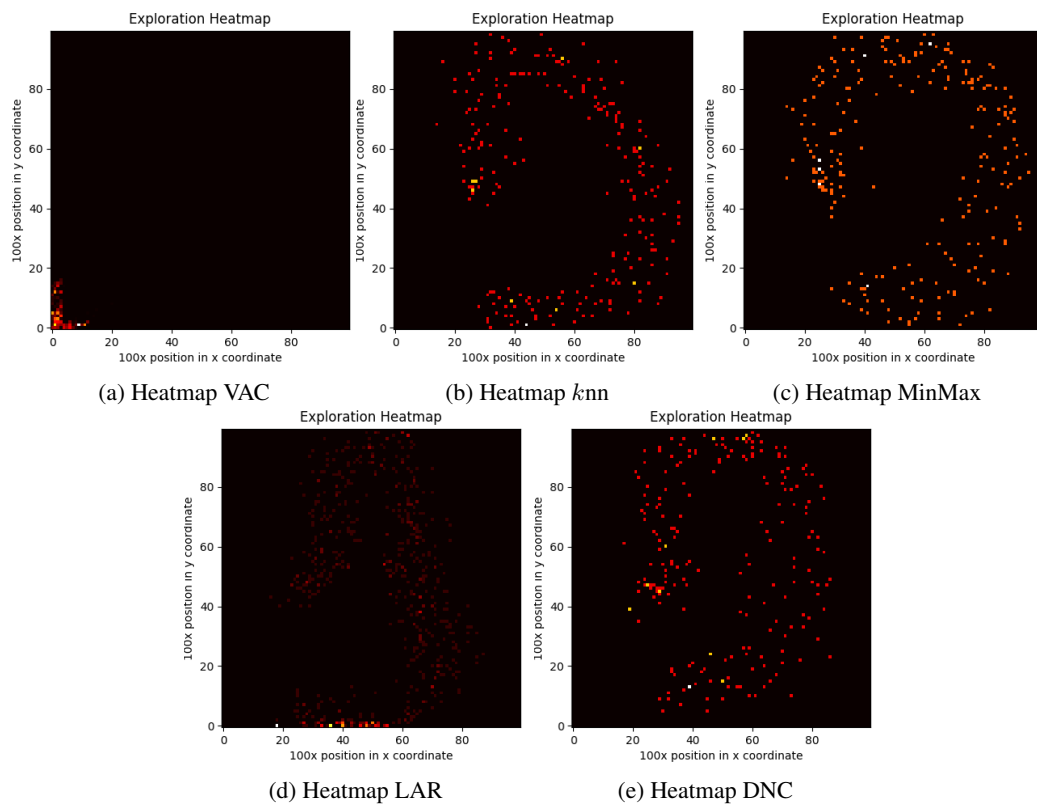 Exploration Heatmap
100x position in y coordinate
80
60
40
20
0
0 20 40 60 80
100x position in x coordinate
(a) Heatmap VAC
Exploration Heatmap
100x position in y coordinate
80
60
40
20
0
0 20 40 60 80
100x position in x coordinate
(b) Heatmap knn
Exploration Heatmap
100x position in y coordinate
80
60
40
20
0
0 20 40 60 80
100x position in x coordinate
(c) Heatmap MinMax
Exploration Heatmap
100x position in y coordinate
80
60
40
20
0
0 20 40 60 80
100x position in x coordinate
(d) Heatmap LAR
Exploration Heatmap
100x position in y coordinate
80
60
40
20
0
0 20 40 60 80
100x position in x coordinate
(e) Heatmap DNC